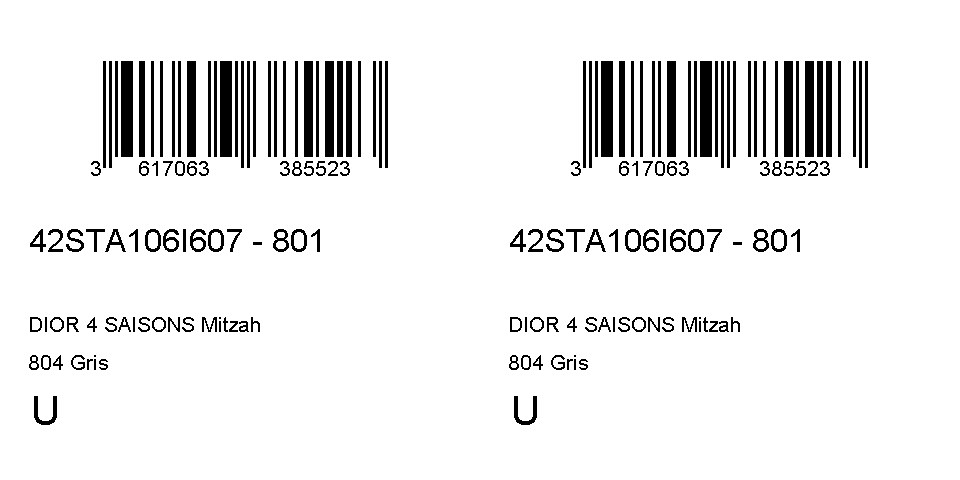 3 617063 385523
42STA106I607 - 801
DIOR 4 SAISONS Mitzah
804 Gris
U
3 617063 385523
42STA106I607 - 801
DIOR 4 SAISONS Mitzah
804 Gris
U